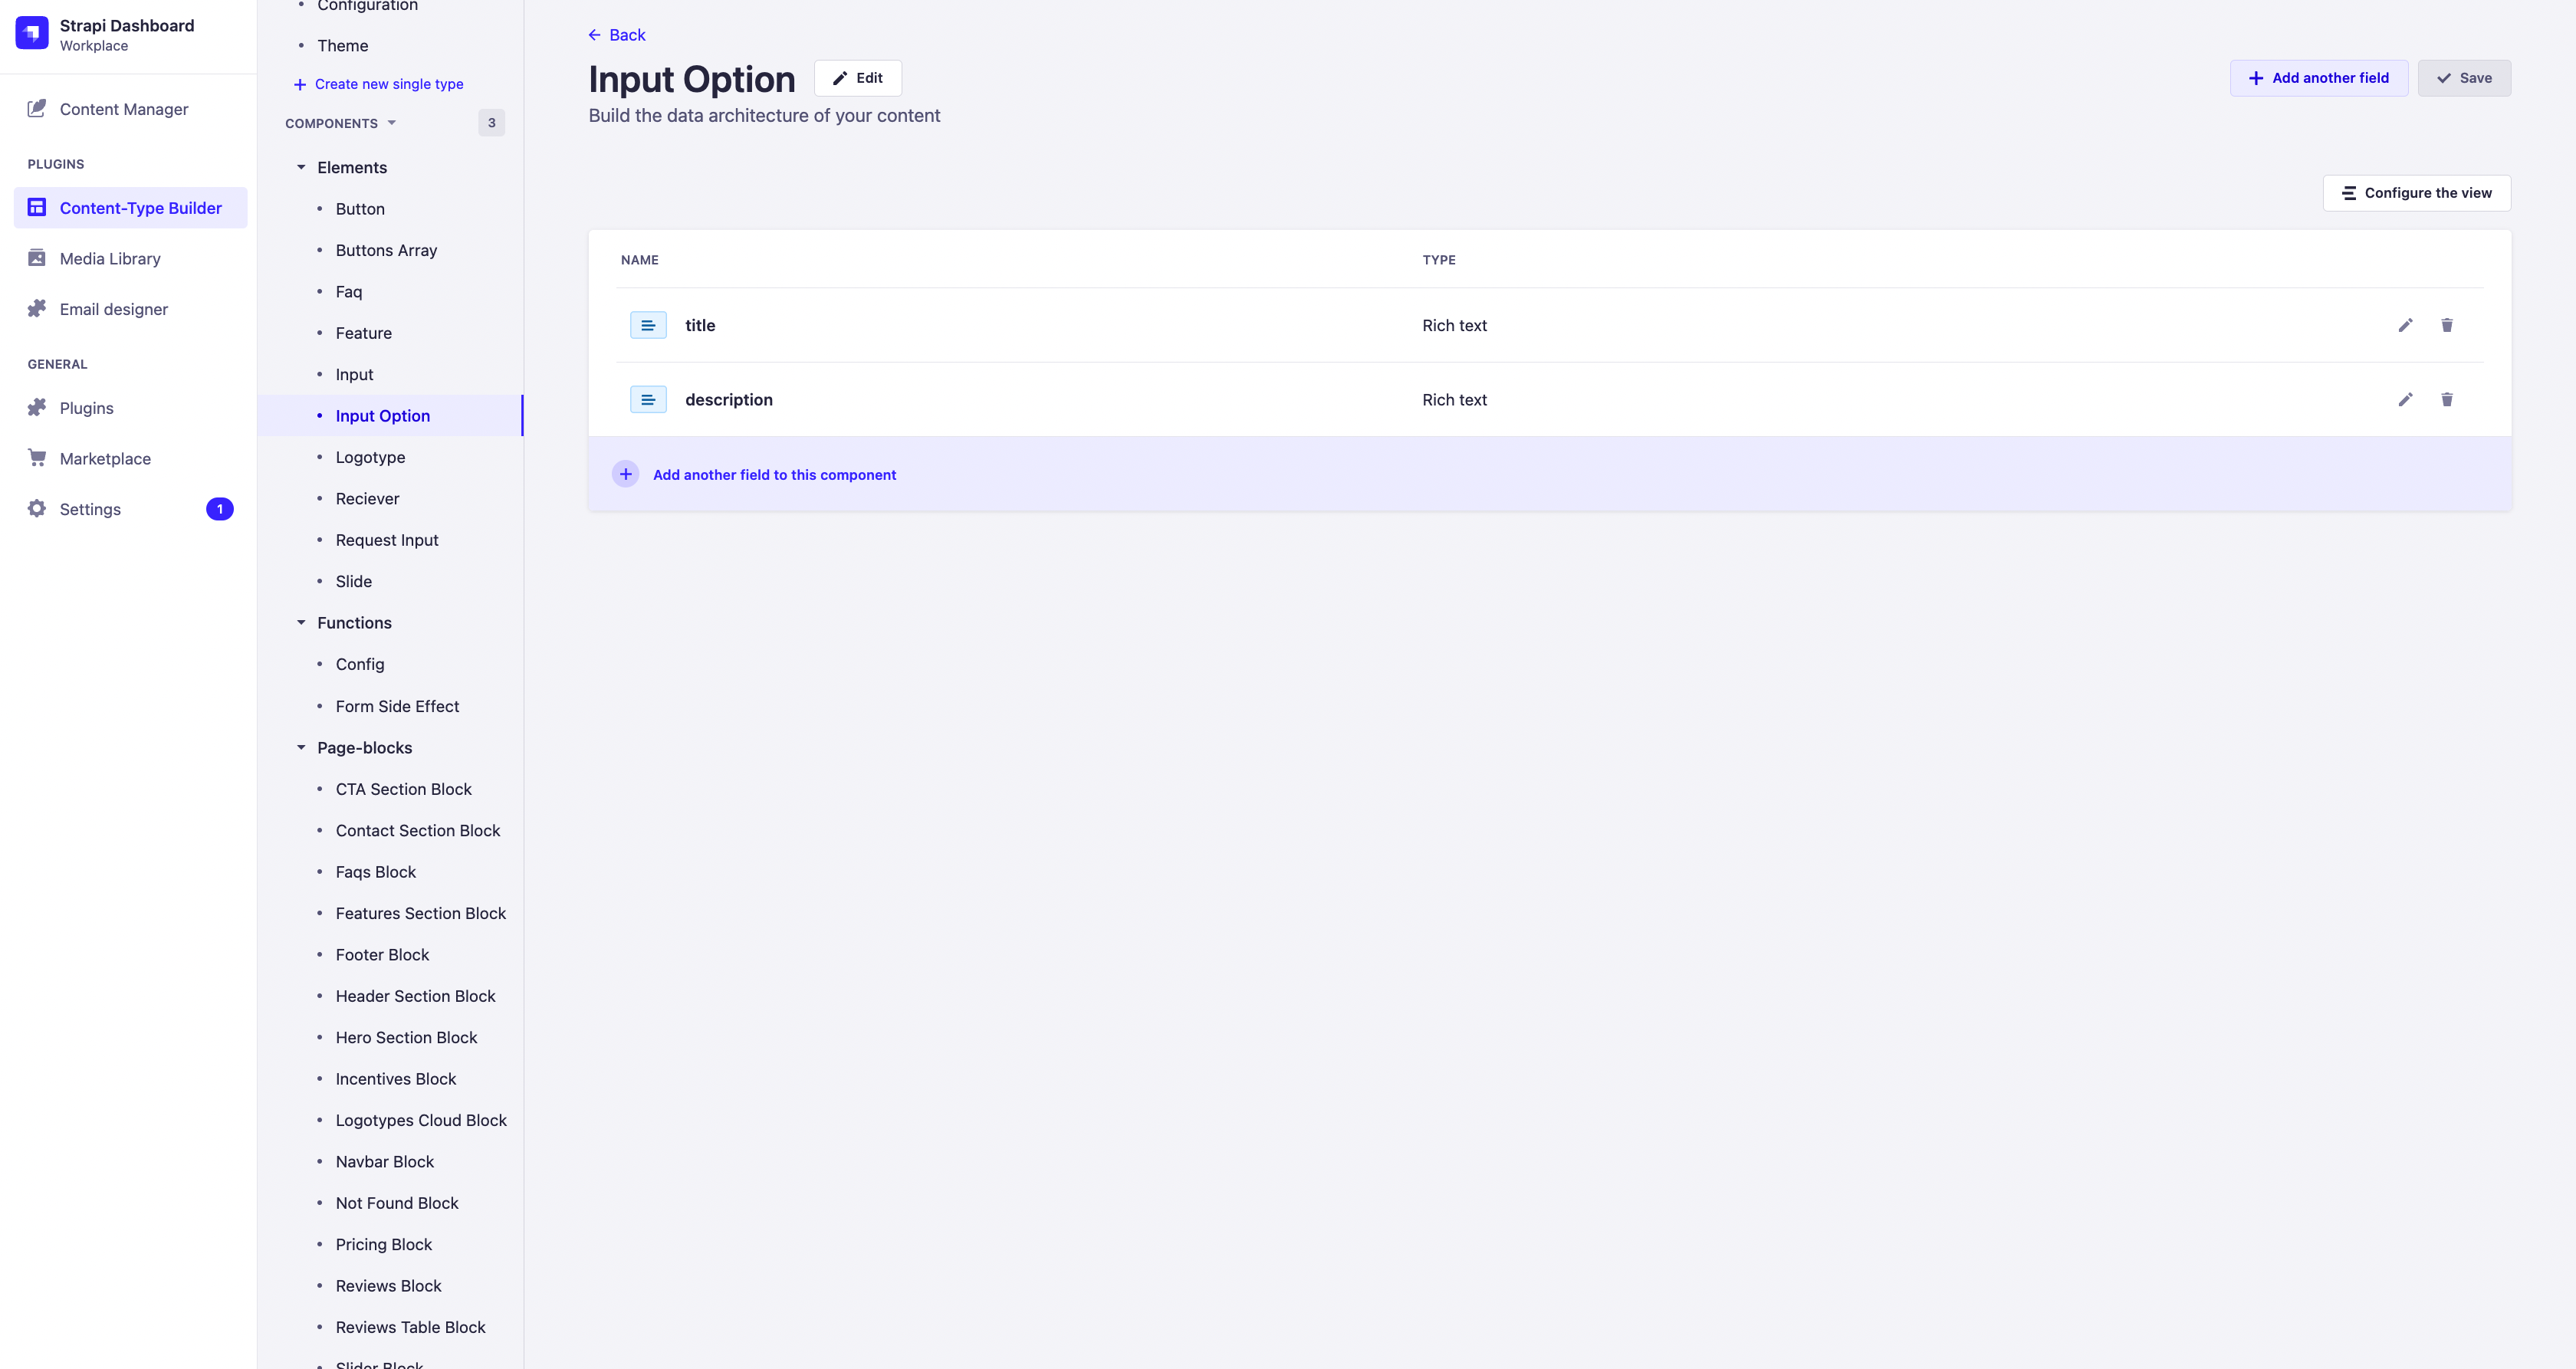 Strapi Dashboard
Workplace
Content Manager
PLUGINS
Content-Type Builder
Media Library
Email designer
GENERAL
Plugins
Marketplace
Settings
1
Configuration
Theme
Create new single type
COMPONENTS
3
Elements
Button
Buttons Array
Faq
Feature
Input
Input Option
Logotype
Reciever
Request Input
Slide
Functions
Config
Form Side Effect
Page-blocks
CTA Section Block
Contact Section Block
Faqs Block
Features Section Block
Footer Block
Header Section Block
Hero Section Block
Incentives Block
Logotypes Cloud Block
Navbar Block
Not Found Block
Pricing Block
Reviews Block
Reviews Table Block
Slider Block
Back
Input Option
Edit
Add another field
Save
Build the data architecture of your content
Configure the view
NAME TYPE
title Rich text
description Rich text
Add another field to this component